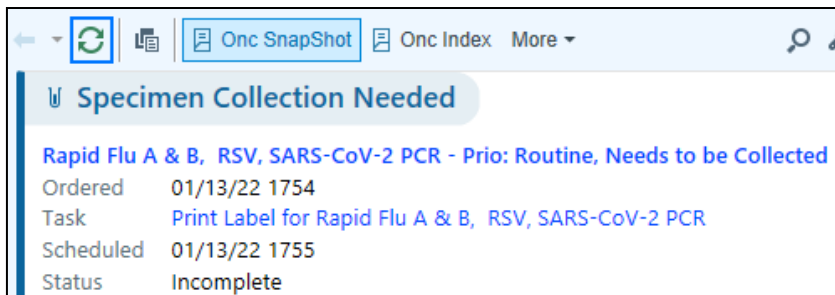 Onc SnapShot Onc Index More
Specimen Collection Needed
Rapid Flu A & B, RSV, SARS-CoV-2 PCR - Prio: Routine, Needs to be Collected
Ordered 01/13/22 1754
Task Print Label for Rapid Flu A & B, RSV, SARS-CoV-2 PCR
Scheduled 01/13/22 1755
Status Incomplete